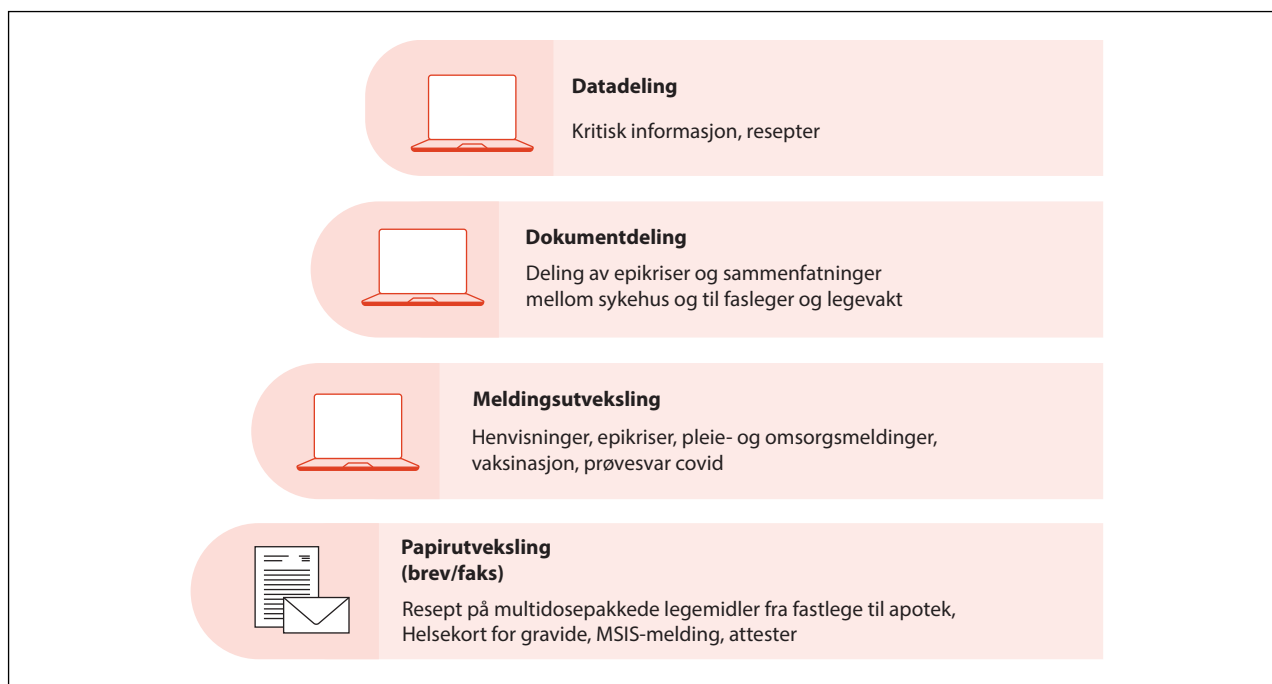 Datadeling
Kritisk informasjon, resepter
Dokumentdeling
Deling av epikriser og sammenfatninger
mellom sykehus og til fasleger og legevakt
Meldingsutveksling
Henvisninger, epikriser, pleie- og omsorgsmeldinger,
vaksinasjon, prøvesvar covid
Papirutveksling
(brev/faks)
Resept på multidosepakkede legemidler fra fastlege til apotek,
Helsekort for gravide, MSIS-melding, attester